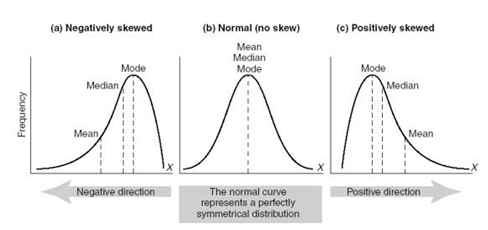 (a) Negatively skewed
(b) Normal (no skew)
(c) Positively skewed
Frequency
Mean
Median
Mode
X
Negative direction
Mean
Median
Mode
X
The normal curve
represents a perfectly
symmetrical distribution
Mode
Median
Mean
X
Positive direction